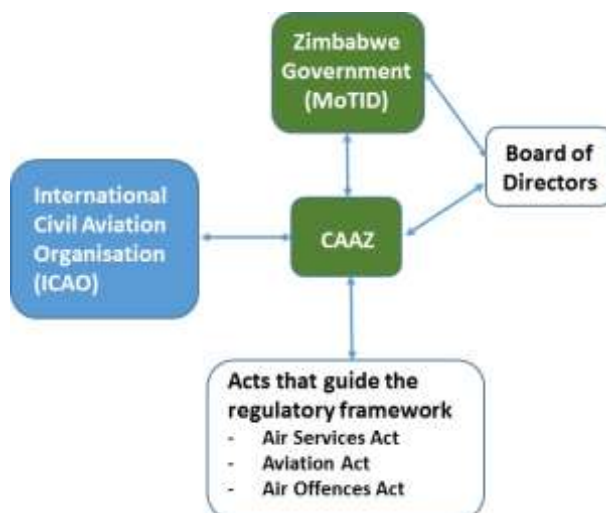 Zimbabwe
Government
(MoTID)
Board of
Directors
International
Civil Aviation
Organisation
(ICAO)
CAAZ
Acts that guide the
regulatory framework
- Air Services Act
- Aviation Act
- Air Offences Act